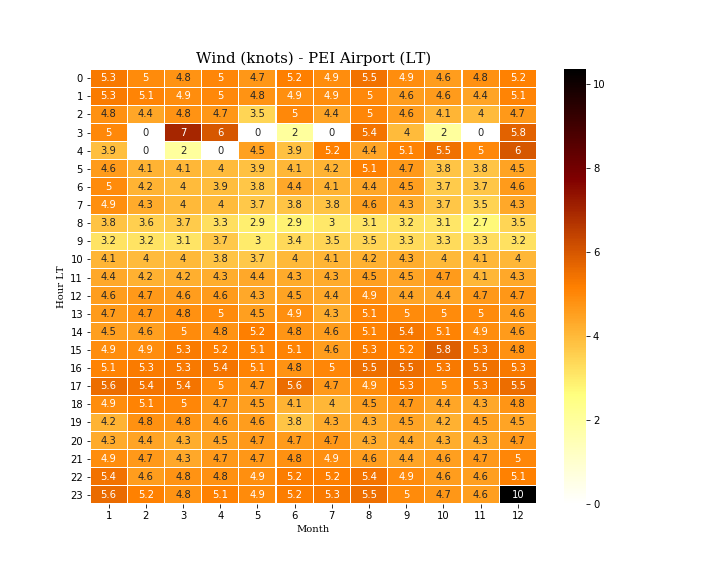 Wind (knots) - PEI Airport (LT)
0 5.3 5 4.8 5 4.7 5.2 4.9 5.5 4.9 4.6 4.8 5.2
1 5.3 5.1 4.9 5 4.8 4.9 4.9 5 4.6 4.6 4.4 5.1
2 4.8 4.4 4.8 4.7 3.5 5 4.4 5 4.6 4.1 4 4.7
3 5 0 7 6 0 2 0 5.4 4 2 0 5.8
4 3.9 0 2 0 4.5 3.9 5.2 4.4 5.1 5.5 5 6
5 4.6 4.1 4.1 4 3.9 4.1 4.2 5.1 4.7 3.8 3.8 4.5
6 5 4.2 4 3.9 3.8 4.4 4.1 4.4 4.5 3.7 3.7 4.6
7 4.9 4.3 4 4 3.7 3.8 3.8 4.6 4.3 3.7 3.5 4.3
8 3.8 3.6 3.7 3.3 2.9 2.9 3 3.1 3.2 3.1 2.7 3.5
9 3.2 3.2 3.1 3.7 3 3.4 3.5 3.5 3.3 3.3 3.3 3.2
10 4.1 4 4 3.8 3.7 4 4.1 4.2 4.3 4 4.1 4
11 4.4 4.2 4.2 4.3 4.4 4.3 4.3 4.5 4.5 4.7 4.1 4.3
12 4.6 4.7 4.6 4.6 4.3 4.5 4.4 4.9 4.4 4.4 4.7 4.7
13 4.7 4.7 4.8 5 4.5 4.9 4.3 5.1 5 5 5 4.6
14 4.5 4.6 5 4.8 5.2 4.8 4.6 5.1 5.4 5.1 4.9 4.6
15 4.9 4.9 5.3 5.2 5.1 5.1 4.6 5.3 5.2 5.8 5.3 4.8
16 5.1 5.3 5.3 5.4 5.1 4.8 5 5.5 5.5 5.3 5.5 5.3
17 5.6 5.4 5.4 5 4.7 5.6 4.7 4.9 5.3 5 5.3 5.5
18 4.9 5.1 5 4.7 4.5 4.1 4 4.5 4.7 4.4 4.3 4.8
19 4.2 4.8 4.8 4.6 4.6 3.8 4.3 4.3 4.5 4.2 4.5 4.5
20 4.3 4.4 4.3 4.5 4.7 4.7 4.7 4.3 4.4 4.3 4.3 4.7
21 4.9 4.7 4.3 4.7 4.7 4.8 4.9 4.6 4.4 4.6 4.7 5
22 5.4 4.6 4.8 4.8 4.9 5.2 5.2 5.4 4.9 4.6 4.6 5.1
23 5.6 5.2 4.8 5.1 4.9 5.2 5.3 5.5 5 4.7 4.6 10
1 2 3 4 5 6 7 8 9 10 11 12
Month
Hour LT
10
8
6
4
2
0